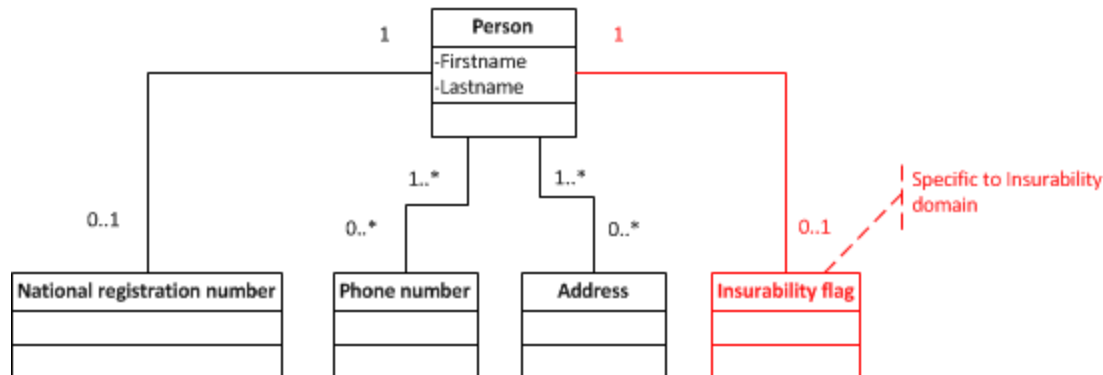 Person
1
1
-Firstname
-Lastname
1..*
1..*
Specific to Insurability
domain
0..1
0..*
0..*
0..1
National registration number
Phone number
Address
Insurability flag